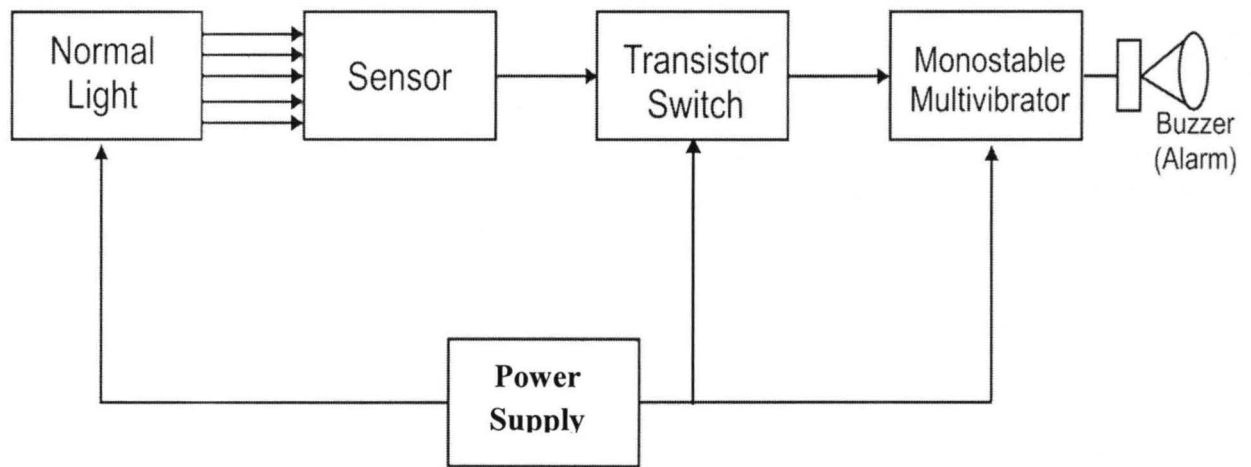 Normal
Light
Sensor
Transistor
Switch
Monostable
Multivibrator
Buzzer
(Alarm)
Power
Supply